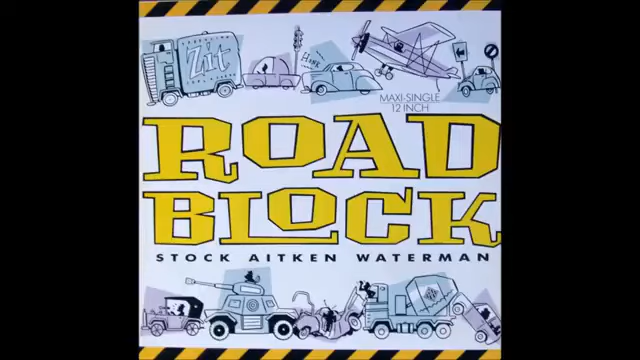 Zit
HONK
MAXI-SINGLE
12 INCH
ROAD
BLOCK
STOCK AITKEN WATERMAN